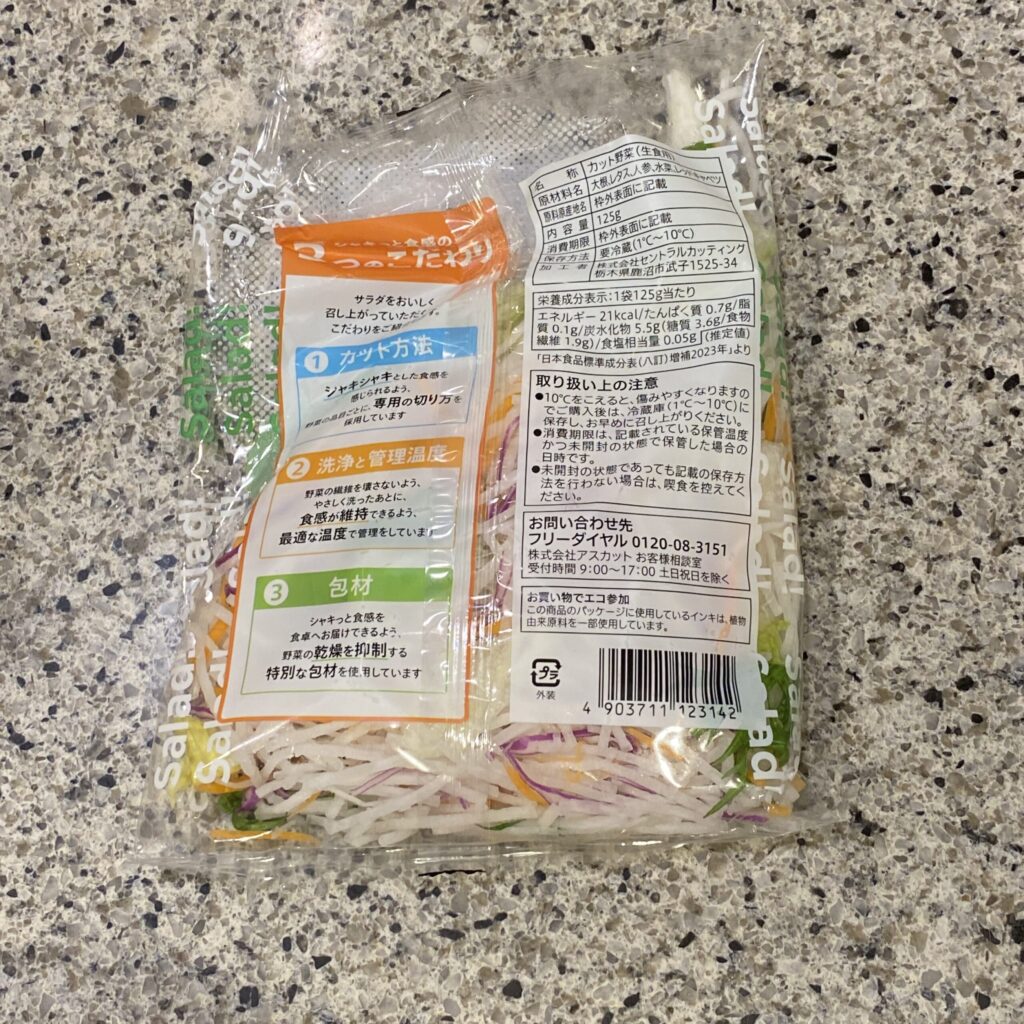 Saladi
Saladi
Saladi
Saladi
3つのこだわり
シャキっと食感の
サラダをおいしく
召し上がっていただく、
1 カット方法
シャキシャキとした食感を
感じられるよう、
野菜の品目ごとに、専用の切り方を
採用しています
2 洗浄と管理温度
野菜の繊維を壊さないよう、
やさしく洗ったあとに、
食感が維持できるよう、
最適な温度で管理をしています
3 包材
シャキっと食感を
食卓へお届けできるよう、
野菜の乾燥を抑制する
特別な包材を使用しています
名称 カット野菜(生食用)
原材料名 大根、レタス、人参、水菜、レッドキャベツ
原料原産地名 枠外表面に記載
内容量 125g
消費期限 枠外表面に記載
保存方法 要冷蔵(1℃~10℃)
加工者 株式会社セントラルカッティング
栃木県鹿沼市武子1525-34
栄養成分表示:1袋125g当たり
エネルギー 21kcal/たんぱく質 0.7g/脂
質 0.1g/炭水化物 5.5g(糖質 3.6g/食物
繊維 1.9g)/食塩相当量 0.05g (推定値)
「日本食品標準成分表(八訂)増補2023年」より
取り扱い上の注意
●10℃をこえると、傷みやすくなりますの
でご購入後は、冷蔵庫(1℃~10℃)に
保存し、お早めに召し上がりください。
●消費期限は、記載されている保管温度
かつ未開封の状態で保管した場合の
日時です。
●未開封の状態であっても記載の保存方
法を行わない場合は、喫食を控えてく
ださい。
お問い合わせ先
フリーダイヤル 0120-08-3151
株式会社アスカット お客様相談室
受付時間 9:00~17:00 土日祝日を除く
お買い物でエコ参加
この商品のパッケージに使用しているインキは、植物
由来原料を一部使用しています。
プラ
外装
4 903711 123142
Saladi
Saladi